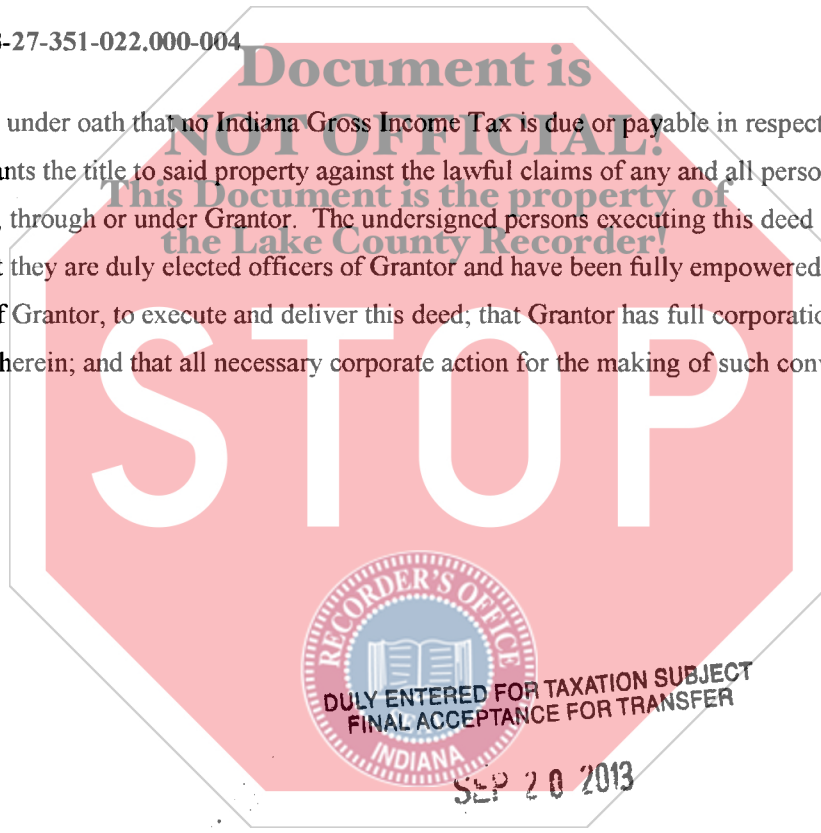 -27-351-022.000-004
Document is
under oath that no Indiana Gross Income Tax is due or payable in respect
NOT OFFICIAL!
ants the title to said property against the lawful claims of any and all perso
This Document is the property of
, through or under Grantor. The undersigned persons executing this deed
the Lake County Recorder!
t they are duly elected officers of Grantor and have been fully empowered
f Grantor, to execute and deliver this deed; that Grantor has full corporatio
herein; and that all necessary corporate action for the making of such conv
STOP
RECORDER'S OFFICE
DULY ENTERED FOR TAXATION SUBJECT
FINAL ACCEPTANCE FOR TRANSFER
INDIANA
SEP 20 2013